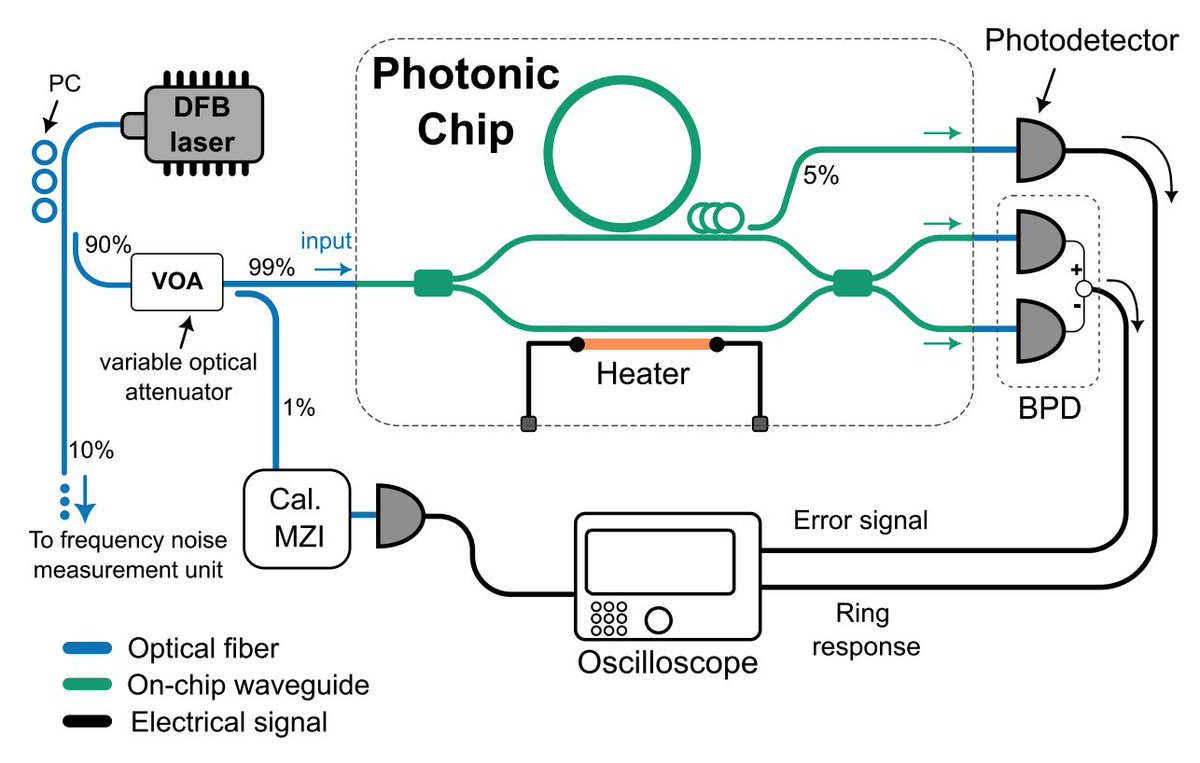 Photodetector
Photonic
Chip
PC
DFB
laser
5%
90%
input
99%
VOA
+
-
variable optical
attenuator
Heater
BPD
1%
10%
Cal.
MZI
To frequency noise
measurement unit
Error signal
Ring
response
Oscilloscope
Optical fiber
On-chip waveguide
Electrical signal